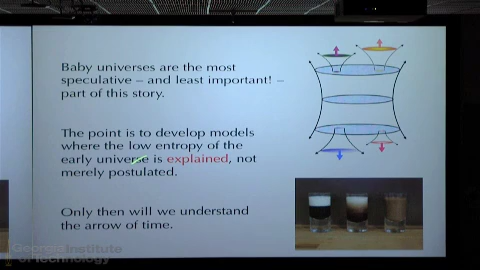 Baby universes are the most
speculative – and least important! –
part of this story.
The point is to develop models
where the low entropy of the
early universe is explained, not
merely postulated.
Only then will we understand
the arrow of time.
Georgia Institute
of Technology